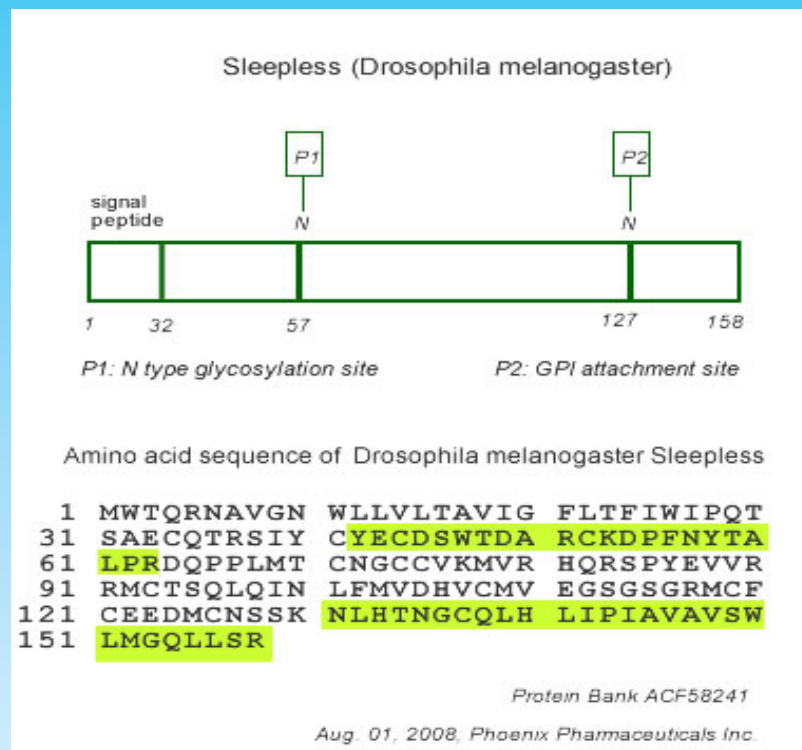 Sleepless (Drosophila melanogaster)
P1 P2
signal
peptide
N N
1 32 57 127 158
P1: N type glycosylation site P2: GPI attachment site
Amino acid sequence of Drosophila melanogaster Sleepless
1 MWTQRNAVGN WLLVLTAVIG FLTFIWIPQT
31 SAECQTRSIY CYECDSWTDA RCKDPFNYTA
61 LPRDQPPLMT CNGCCVKMVR HQRSPYEVVR
91 RMCTSQLQIN LFMVDHVCMV EGSGSGRMCF
121 CEEDMCNSSK NLHTNGCQLH LIPIAVAVSW
151 LMGQLLSR
Protein Bank ACF58241
Aug. 01, 2008, Phoenix Pharmaceuticals Inc.